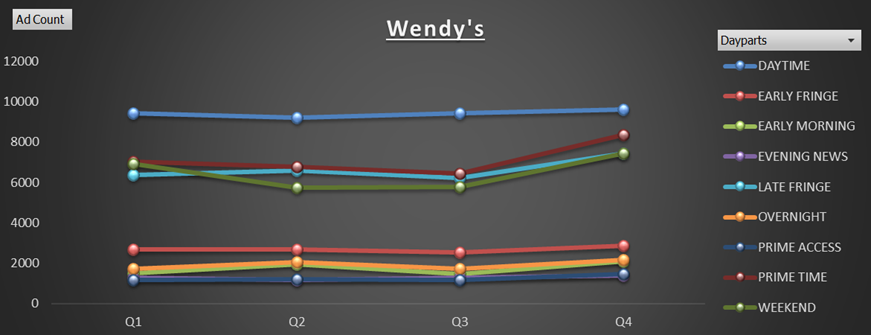 Ad Count
Wendy's
Dayparts
12000
10000
8000
6000
4000
2000
0
Q1 Q2 Q3 Q4
DAYTIME
EARLY FRINGE
EARLY MORNING
EVENING NEWS
LATE FRINGE
OVERNIGHT
PRIME ACCESS
PRIME TIME
WEEKEND